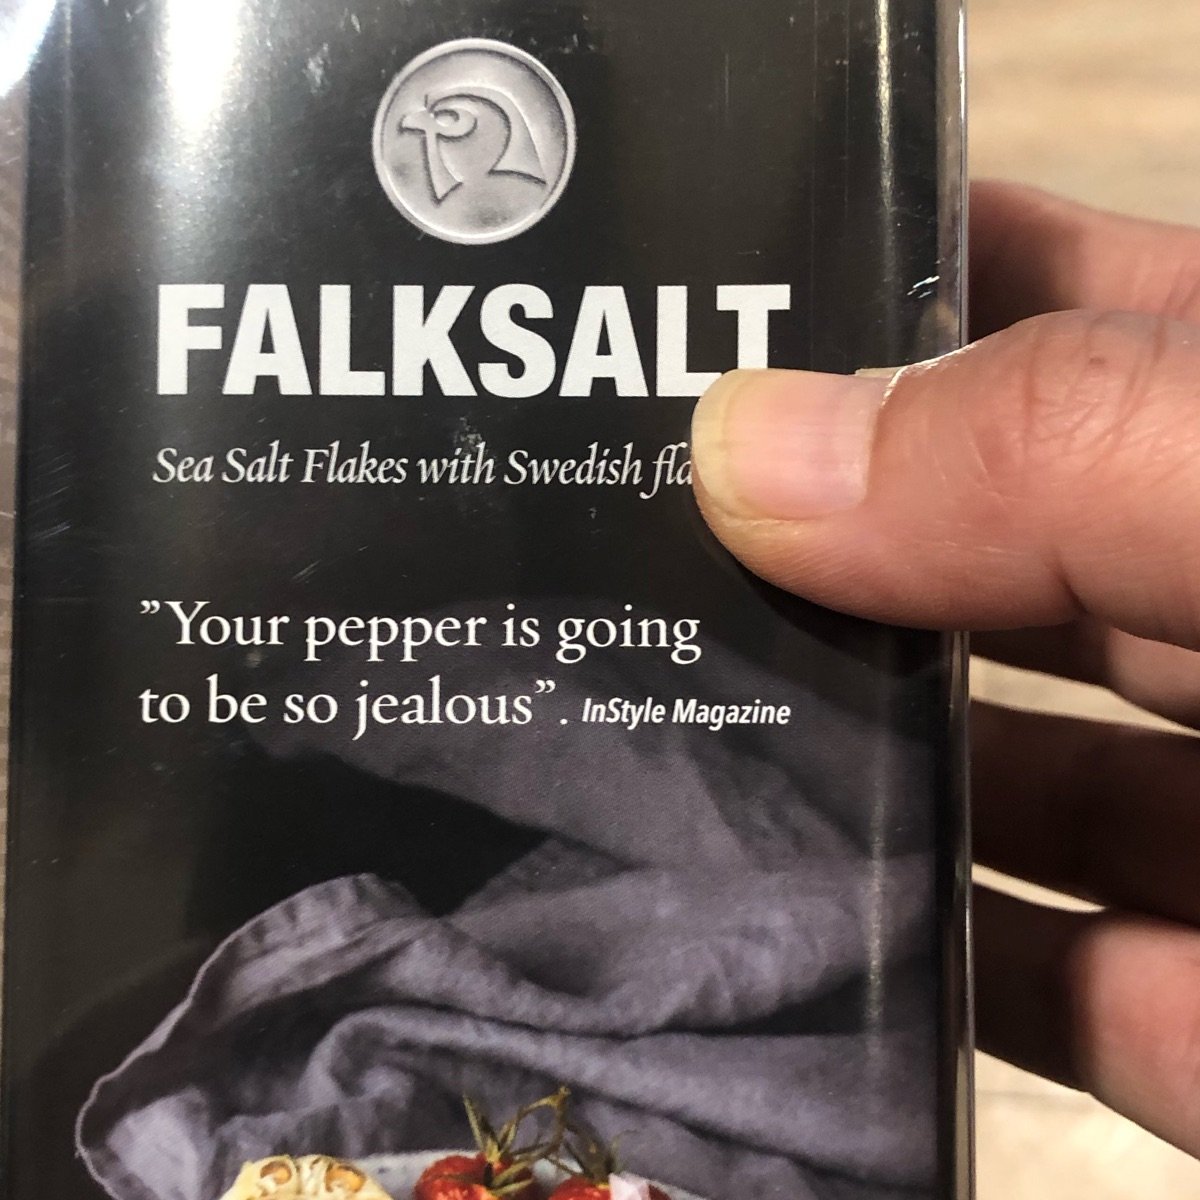 FALKSALT
Sea Salt Flakes with Swedish
”Your pepper is going
to be so jealous”. InStyle Magazine